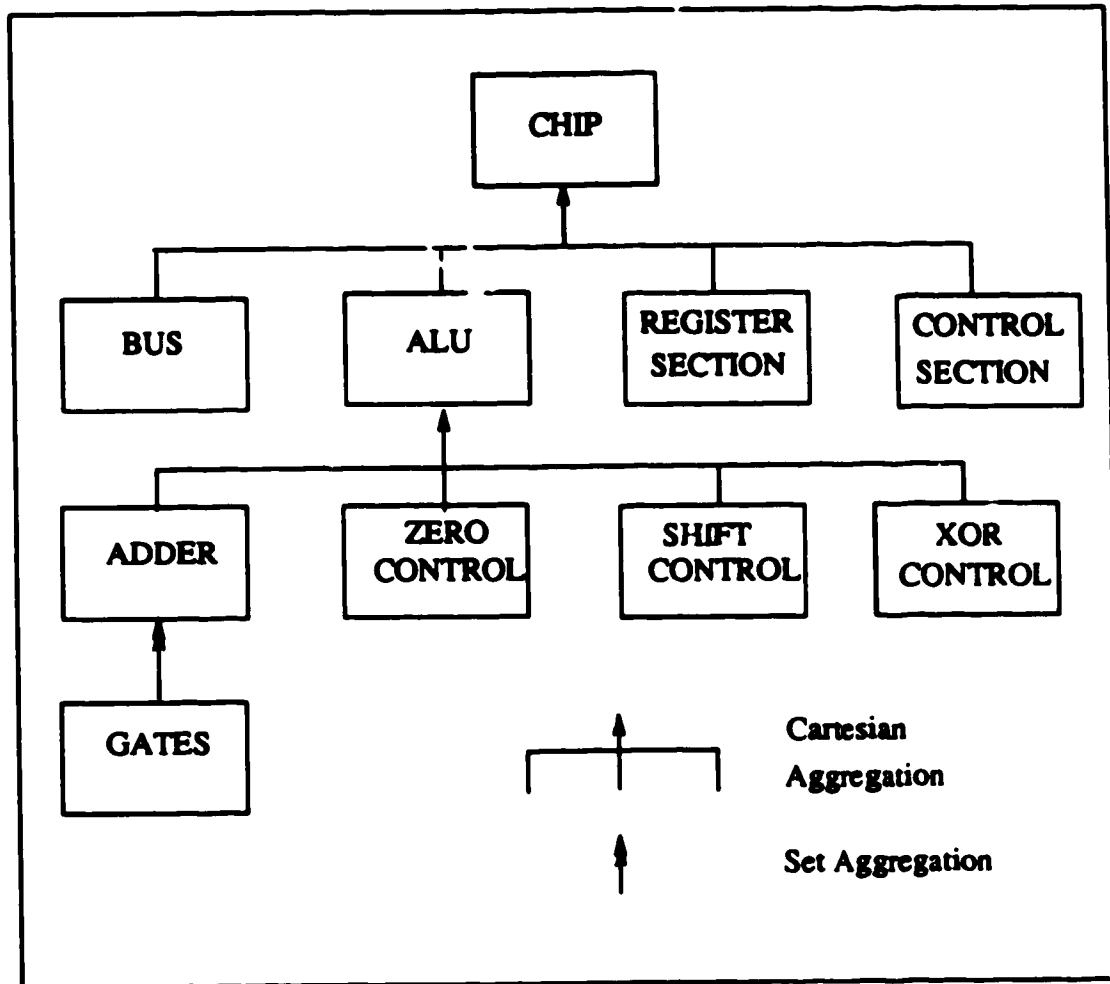 CHIP
BUS
ALU
REGISTER
SECTION
CONTROL
SECTION
ADDER
ZERO
CONTROL
SHIFT
CONTROL
XOR
CONTROL
GATES
Cartesian
Aggregation
Set Aggregation